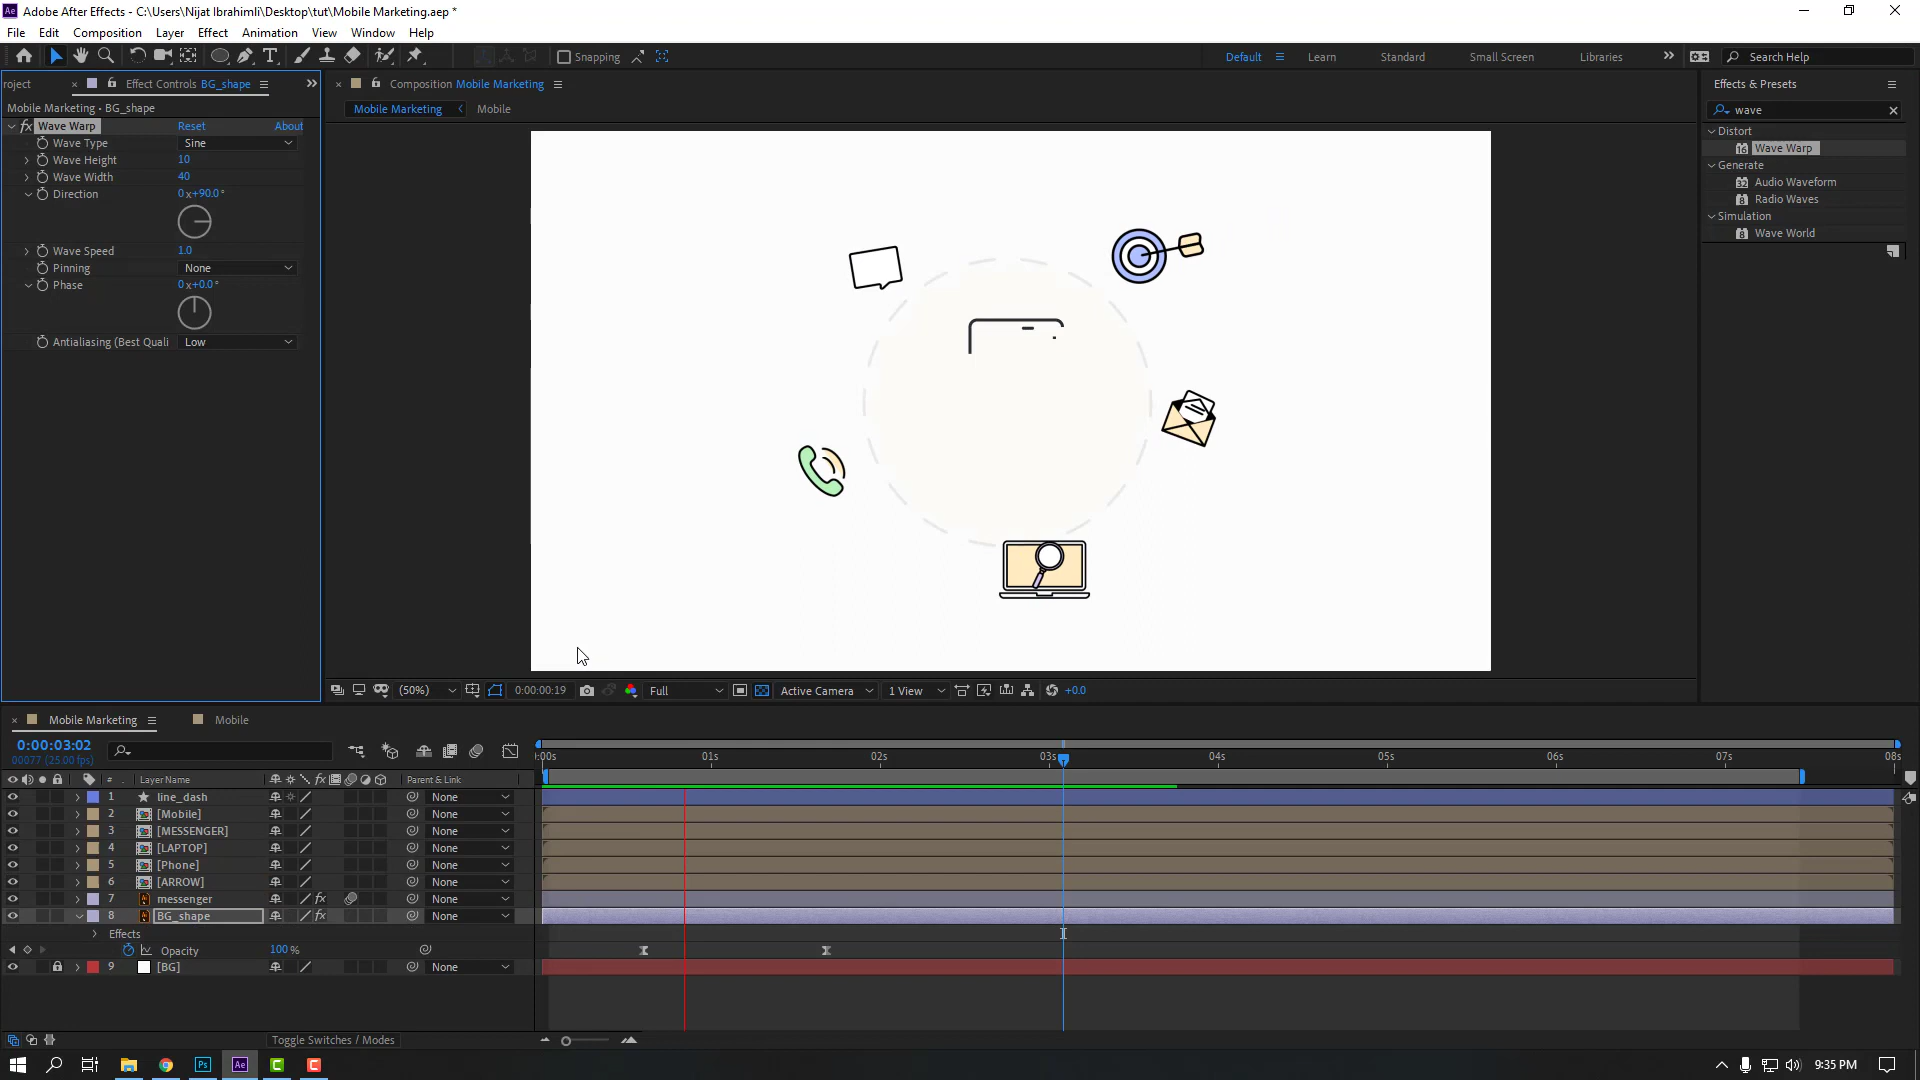 Adobe After Effects - C:\Users\Nijat Ibrahimli\Desktop\tut\Mobile Marketing.aep *
File Edit Composition Layer Effect Animation View Window Help
Snapping Default Learn Standard Small Screen Libraries Search Help
roject Effect Controls BG_shape
Composition Mobile Marketing
Effects & Presets
Mobile Marketing • BG_shape
Mobile Marketing Mobile
wave
fx Wave Warp Reset About
Wave Type Sine
Wave Height 10
Wave Width 40
Direction 0x+90.0°
Wave Speed 1.0
Pinning None
Phase 0x+0.0°
Antialiasing (Best Quali Low
Distort
Wave Warp
Generate
Audio Waveform
Radio Waves
Simulation
Wave World
(50%) 0:00:00:19 Full Active Camera 1 View +0.0
Mobile Marketing Mobile
0:00:03:02
00077 (25.00 fps)
:00s 01s 02s 03s 04s 05s 06s 07s 08s
# Layer Name fx Parent & Link
1 line_dash None
2 [Mobile] None
3 [MESSENGER] None
4 [LAPTOP] None
5 [Phone] None
6 [ARROW] None
7 messenger fx None
8 BG_shape fx None
Effects
Opacity 100%
9 [BG] None
Toggle Switches / Modes
Ps Ae C C 9:35 PM